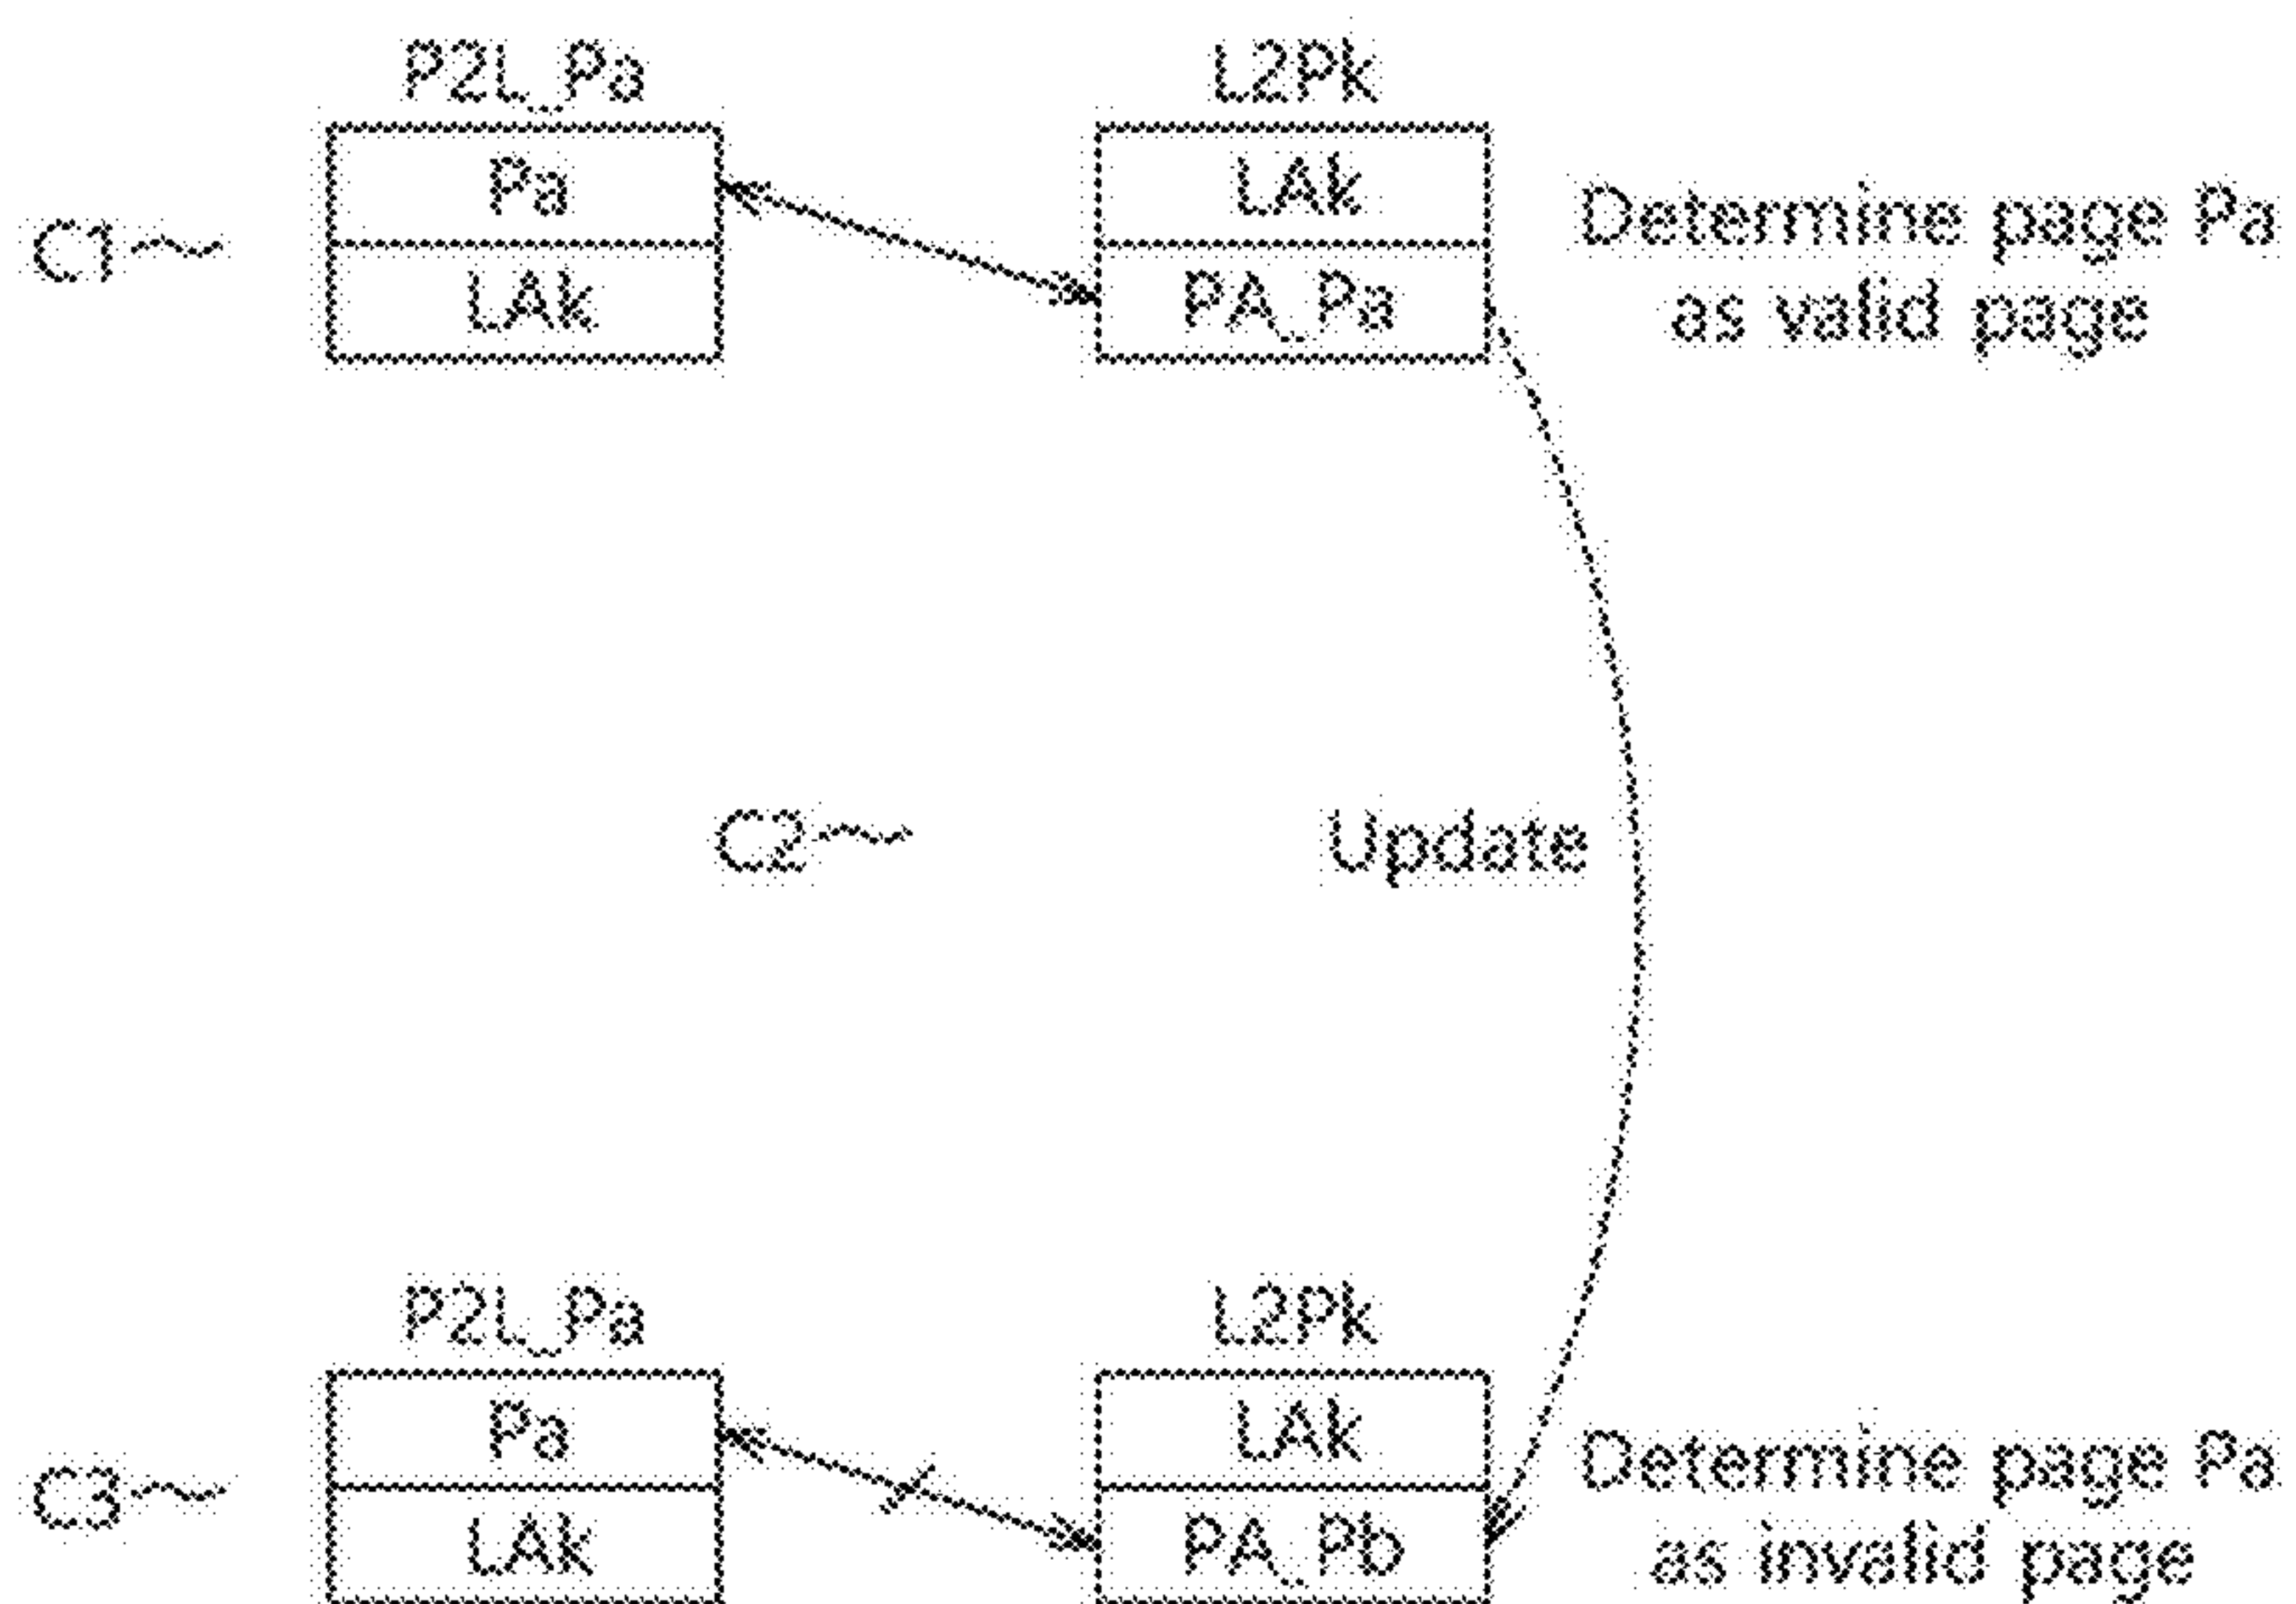 P2L_Pa
L2Pk
Pa
LAk
C1
Determine page Pa
as valid page
LAk
PA_Pa
C2
Update
P2L_Pa
L2Pk
Pa
LAk
C3
Determine page Pa
as invalid page
LAk
PA_Pb